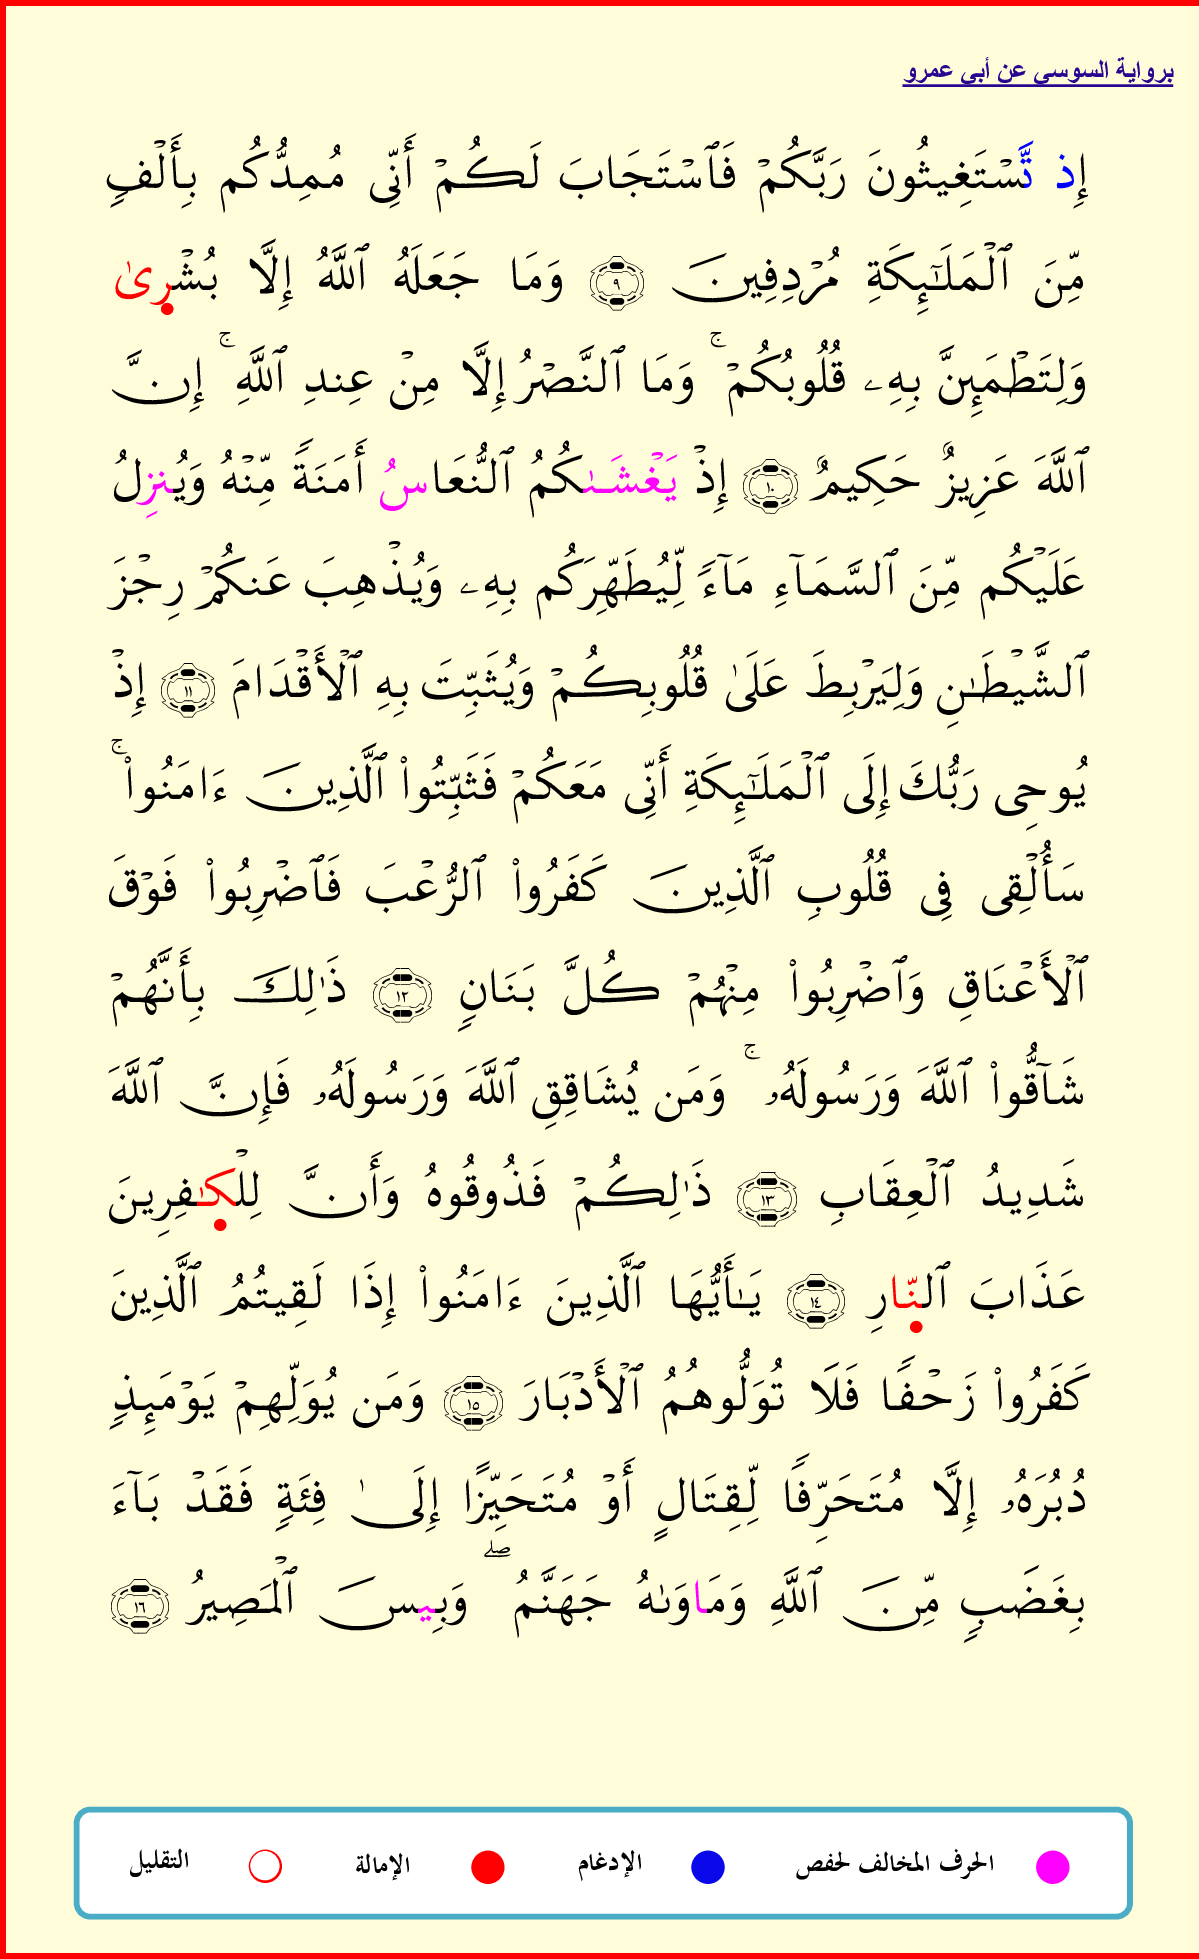 برواية السوسي عن أبي عمرو
إِذ تَّسۡتَغِيثُونَ رَبَّكُمۡ فَٱسۡتَجَابَ لَكُمۡ أَنِّى مُمِدُّكُم بِأَلۡفٖ
مِّنَ ٱلۡمَلَـٰٓئِكَةِ مُرۡدِفِينَ ٩ وَمَا جَعَلَهُ ٱللَّهُ إِلَّا بُشۡرِىٰ
وَلِتَطۡمَئِنَّ بِهِۦ قُلُوبُكُمۡۚ وَمَا ٱلنَّصۡرُ إِلَّا مِنۡ عِندِ ٱللَّهِۚ إِنَّ
ٱللَّهَ عَزِيزٌ حَكِيمٌ ١٠ إِذۡ يَغۡشَىٰكُمُ ٱلنُّعَاسُ أَمَنَةٗ مِّنۡهُ وَيُنزِلُ
عَلَيۡكُم مِّنَ ٱلسَّمَآءِ مَآءٗ لِّيُطَهِّرَكُم بِهِۦ وَيُذۡهِبَ عَنكُمۡ رِجۡزَ
ٱلشَّيۡطَـٰنِ وَلِيَرۡبِطَ عَلَىٰ قُلُوبِكُمۡ وَيُثَبِّتَ بِهِ ٱلۡأَقۡدَامَ ١١ إِذۡ
يُوحِى رَبُّكَ إِلَى ٱلۡمَلَـٰٓئِكَةِ أَنِّى مَعَكُمۡ فَثَبِّتُواْ ٱلَّذِينَ ءَامَنُواْۚ
سَأُلۡقِى فِى قُلُوبِ ٱلَّذِينَ كَفَرُواْ ٱلرُّعۡبَ فَٱضۡرِبُواْ فَوۡقَ
ٱلۡأَعۡنَاقِ وَٱضۡرِبُواْ مِنۡهُمۡ كُلَّ بَنَانٖ ١٢ ذَٰلِكَ بِأَنَّهُمۡ
شَآقُّواْ ٱللَّهَ وَرَسُولَهُۥۚ وَمَن يُشَاقِقِ ٱللَّهَ وَرَسُولَهُۥ فَإِنَّ ٱللَّهَ
شَدِيدُ ٱلۡعِقَابِ ١٣ ذَٰلِكُمۡ فَذُوقُوهُ وَأَنَّ لِلۡكَـٰفِرِينَ
عَذَابَ ٱلنّارِ ١٤ يَـٰٓأَيُّهَا ٱلَّذِينَ ءَامَنُواْ إِذَا لَقِيتُمُ ٱلَّذِينَ
كَفَرُواْ زَحۡفٗا فَلَا تُوَلُّوهُمُ ٱلۡأَدۡبَارَ ١٥ وَمَن يُوَلِّهِمۡ يَوۡمَئِذٖ
دُبُرَهُۥ إِلَّا مُتَحَرِّفٗا لِّقِتَالٍ أَوۡ مُتَحَيِّزًا إِلَىٰ فِئَةٖ فَقَدۡ بَآءَ
بِغَضَبٖ مِّنَ ٱللَّهِ وَمَاوَىٰهُ جَهَنَّمُۖ وَبِيسَ ٱلۡمَصِيرُ ١٦
الحرف المخالف لحفص الإدغام الإمالة التقليل